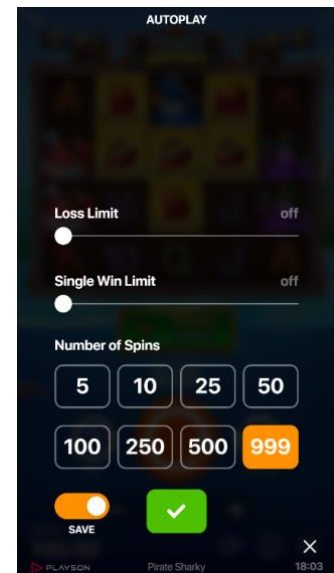 AUTOPLAY
Loss Limit off
Single Win Limit off
Number of Spins
5 10 25 50
100 250 500 999
SAVE
PLAYSON Pirate Sharky 18:03